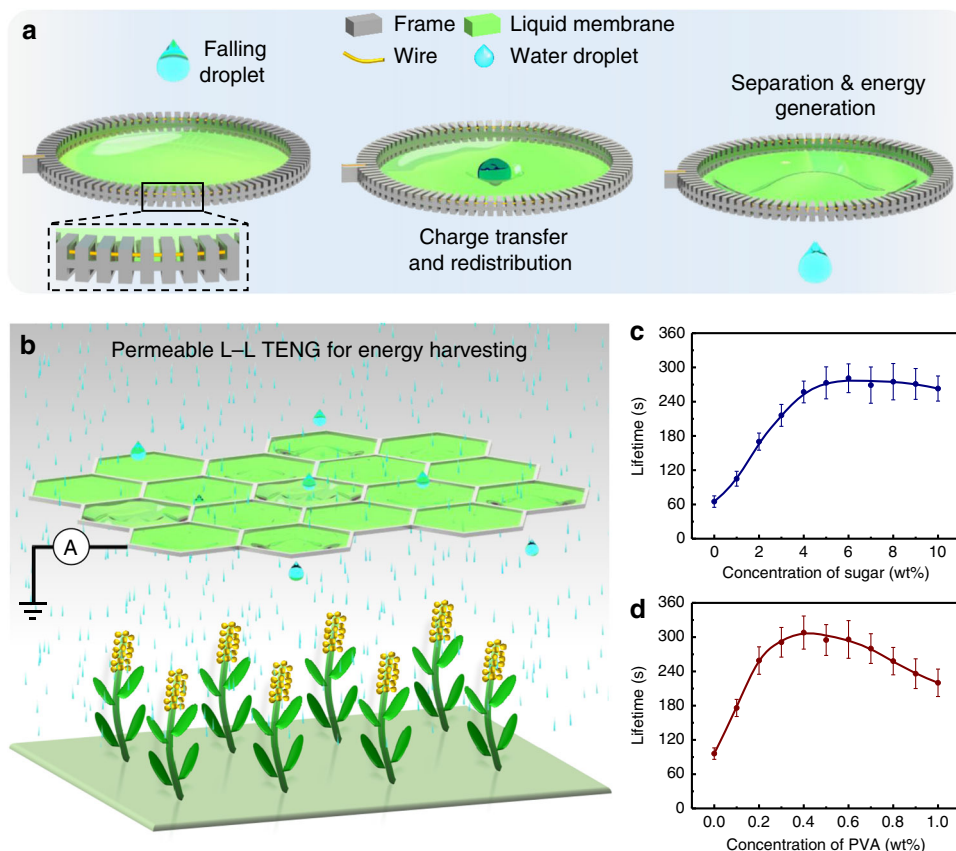 a
Falling
droplet
Frame
Liquid membrane
Wire
Water droplet
Separation & energy
generation
Charge transfer
and redistribution
b
Permeable L–L TENG for energy harvesting
A
c
360
300
240
180
120
60
0
Lifetime (s)
0 2 4 6 8 10
Concentration of sugar (wt%)
d
360
300
240
180
120
60
0
Lifetime (s)
0.0 0.2 0.4 0.6 0.8 1.0
Concentration of PVA (wt%)